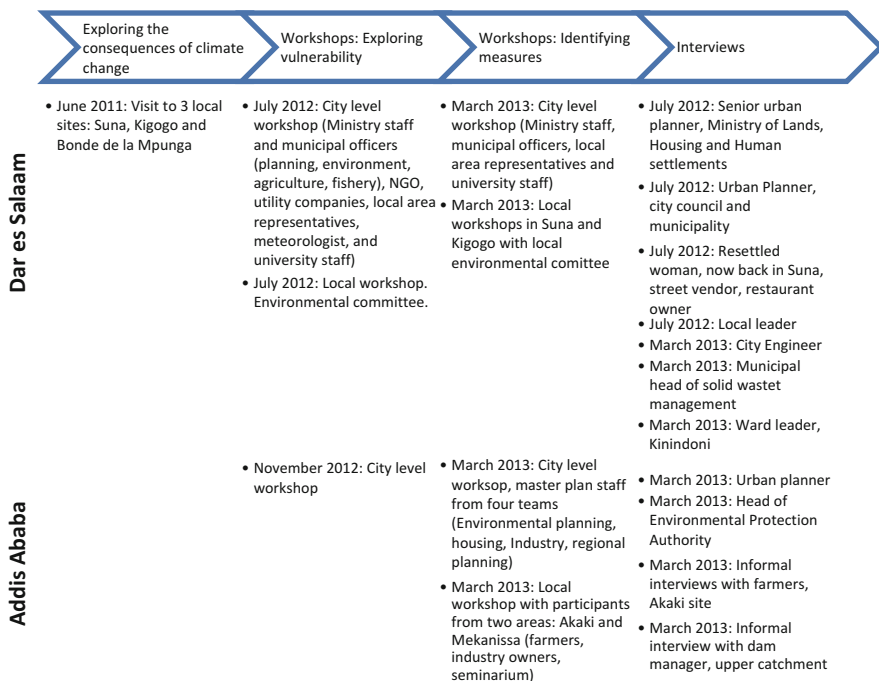 Exploring the
consequences of climate
change
Workshops: Exploring
vulnerability
Workshops: Identifying
measures
Interviews
Dar es Salaam
• June 2011: Visit to 3 local
sites: Suna, Kigogo and
Bonde de la Mpunga
• July 2012: City level
workshop (Ministry staff
and municipal officers
(planning, environment,
agriculture, fishery), NGO,
utility companies, local area
representatives,
meteorologist, and
university staff)
• July 2012: Local workshop.
Environmental committee.
• March 2013: City level
workshop (Ministry staff,
municipal officers, local
area representatives and
university staff)
• March 2013: Local
workshops in Suna and
Kigogo with local
environmental comittee
• July 2012: Senior urban
planner, Ministry of Lands,
Housing and Human
settlements
• July 2012: Urban Planner,
city council and
municipality
• July 2012: Resettled
woman, now back in Suna,
street vendor, restaurant
owner
• July 2012: Local leader
• March 2013: City Engineer
• March 2013: Municipal
head of solid wastet
management
• March 2013: Ward leader,
Kinindoni
Addis Ababa
• November 2012: City level
workshop
• March 2013: City level
worksop, master plan staff
from four teams
(Environmental planning,
housing, Industry, regional
planning)
• March 2013: Local
workshop with participants
from two areas: Akaki and
Mekanissa (farmers,
industry owners,
seminarium)
• March 2013: Urban planner
• March 2013: Head of
Environmental Protection
Authority
• March 2013: Informal
interviews with farmers,
Akaki site
• March 2013: Informal
interview with dam
manager, upper catchment